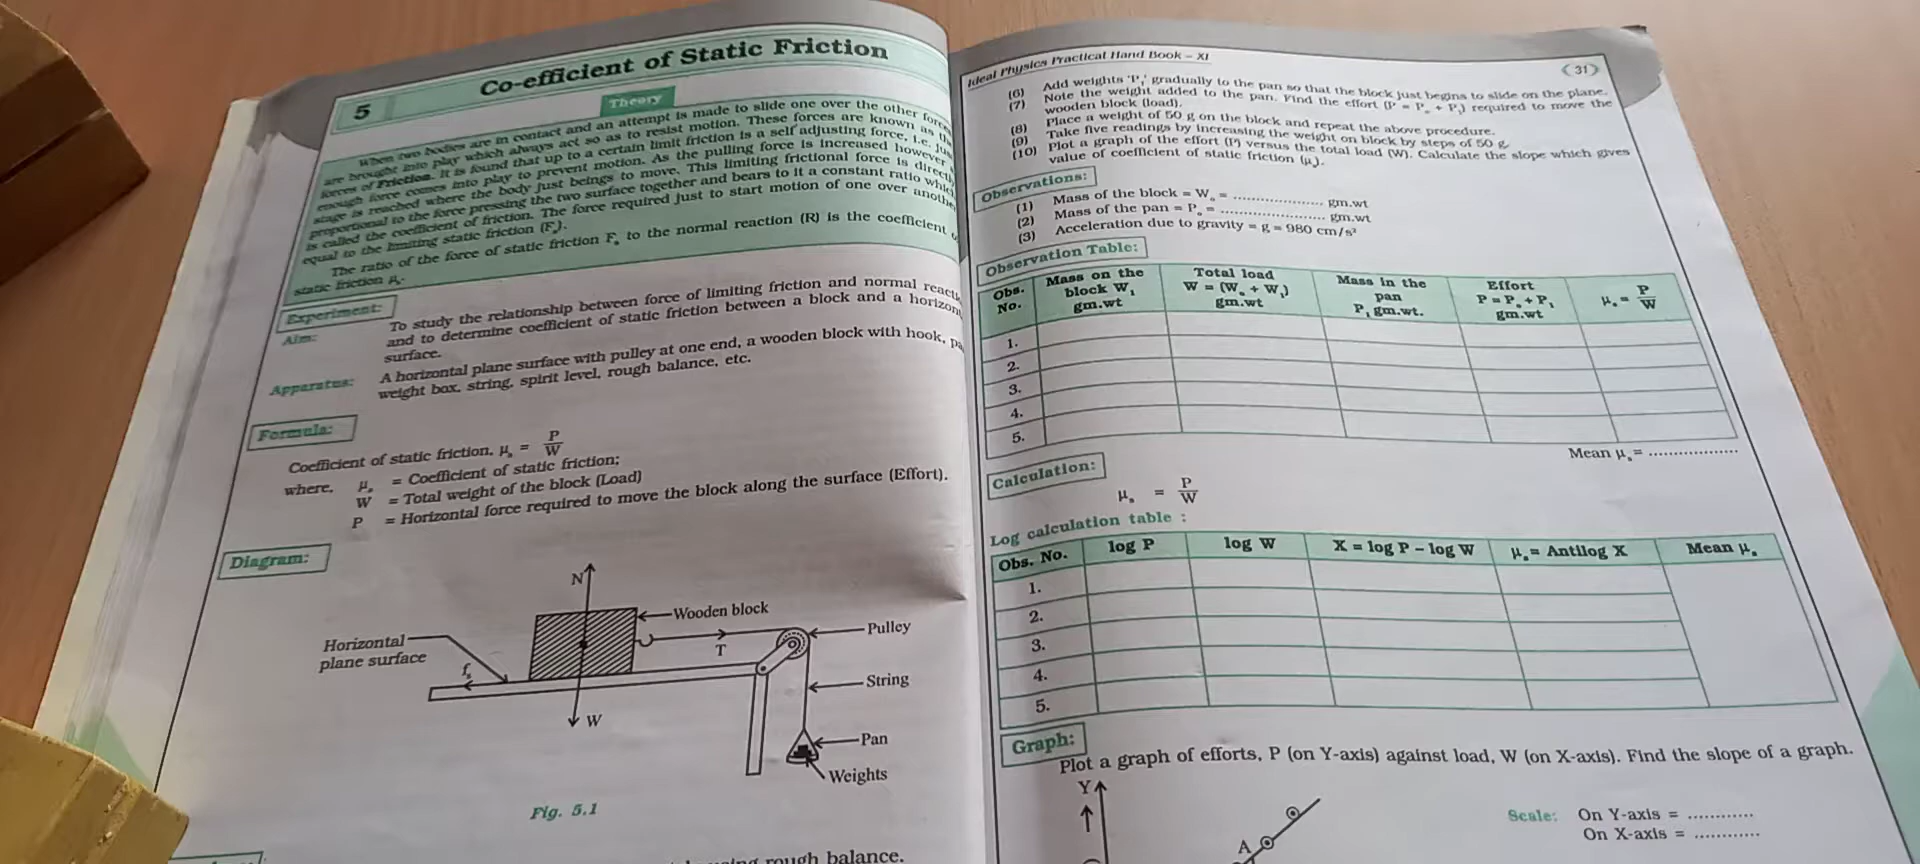 5
Co-efficient of Static Friction
Theory
When two bodies are in contact and an attempt is made to slide one over the other forces
are brought into play which always act so as to resist motion. These forces are known as the
forces of Friction. It is found that up to a certain limit friction is a self adjusting force, i.e. jus
enough force comes into play to prevent motion. As the pulling force is increased however
stage is reached where the body just beings to move. This limiting frictional force is direct
proportional to the force pressing the two surface together and bears to it a constant ratio whic
is called the coefficient of friction. The force required just to start motion of one over anothe
equal to the limiting static friction (Fs).
The ratio of the force of static friction Fs to the normal reaction (R) is the coefficient o
static friction μs.
Experiment:
Aim:
To study the relationship between force of limiting friction and normal reacti
and to determine coefficient of static friction between a block and a horizon
surface.
Apparatus:
A horizontal plane surface with pulley at one end, a wooden block with hook, pa
weight box, string, spirit level, rough balance, etc.
Formula:
Coefficient of static friction, μs = P/W
where, μs = Coefficient of static friction;
W = Total weight of the block (Load)
P = Horizontal force required to move the block along the surface (Effort).
Diagram:
N
Wooden block
Pulley
T
Horizontal
plane surface
fs
String
W
Pan
Weights
Fig. 5.1
rough balance.
Ideal Physics Practical Hand Book – XI
(31)
(6) Add weights 'P1' gradually to the pan so that the block just begins to slide on the plane.
(7) Note the weight added to the pan. Find the effort (P = P0 + P1) required to move the
wooden block (load).
(8) Place a weight of 50 g on the block and repeat the above procedure.
(9) Take five readings by increasing the weight on block by steps of 50 g.
(10) Plot a graph of the effort (P) versus the total load (W). Calculate the slope which gives
value of coefficient of static friction (μs).
Observations:
(1) Mass of the block = W0 = ...................... gm.wt
(2) Mass of the pan = P0 = ......................... gm.wt
(3) Acceleration due to gravity = g = 980 cm/s²
Observation Table:
Obs. No. Mass on the block W1 gm.wt Total load W = (W0 + W1) gm.wt Mass in the pan P1 gm.wt. Effort P = P0 + P1 gm.wt μs = P/W
1.
2.
3.
4.
5.
Mean μs = ..................
Calculation:
μs = P/W
Log calculation table :
Obs. No. log P log W X = log P – log W μs = Antilog X Mean μs
1.
2.
3.
4.
5.
Graph:
Plot a graph of efforts, P (on Y-axis) against load, W (on X-axis). Find the slope of a graph.
Y
A
Scale: On Y-axis = .............
On X-axis = .............